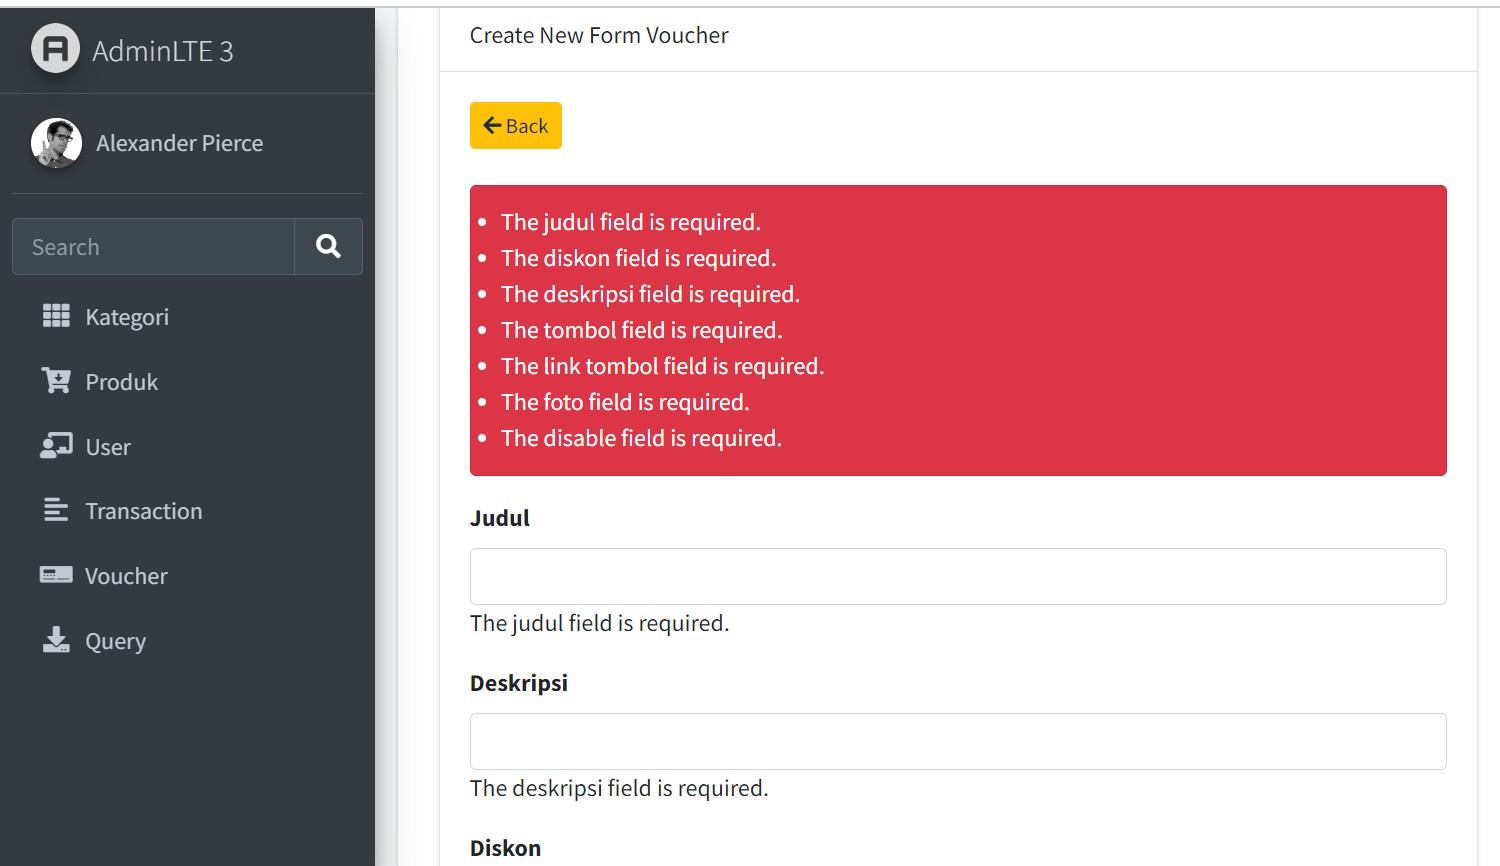 AdminLTE 3
Alexander Pierce
Search
Kategori
Produk
User
Transaction
Voucher
Query
Create New Form Voucher
Back
The judul field is required.
The diskon field is required.
The deskripsi field is required.
The tombol field is required.
The link tombol field is required.
The foto field is required.
The disable field is required.
Judul
The judul field is required.
Deskripsi
The deskripsi field is required.
Diskon